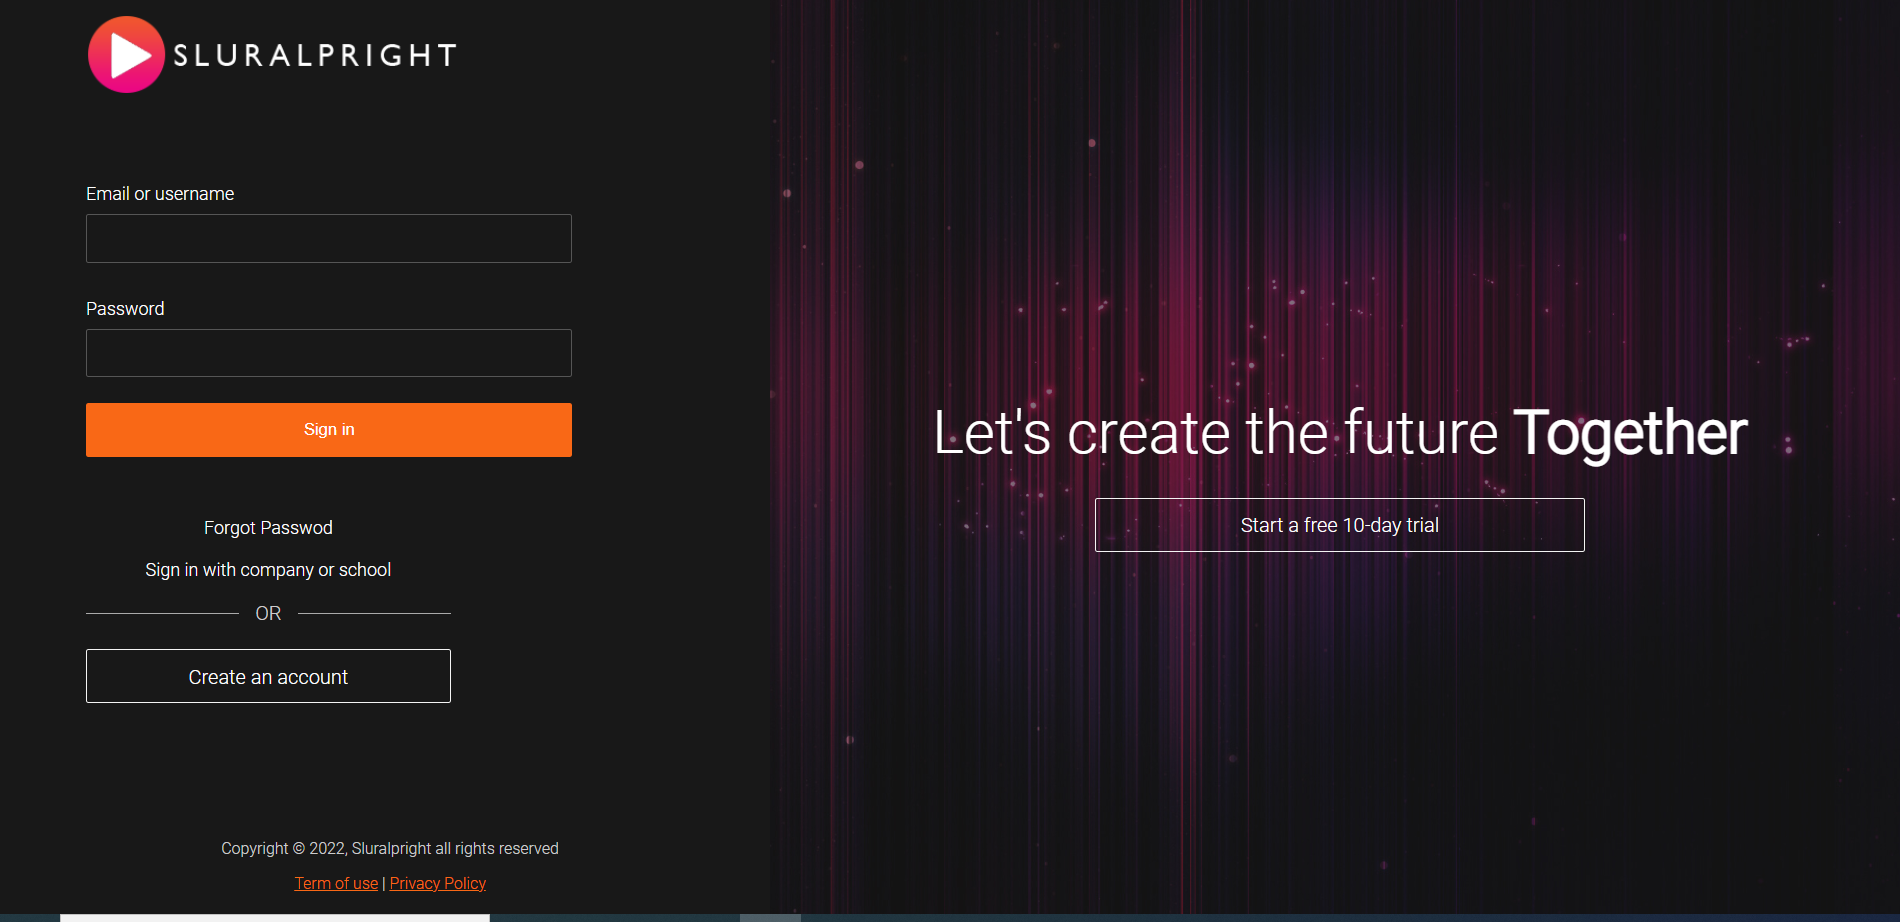 SLURALPRIGHT
Email or username
Password
Sign in
Forgot Passwod
Sign in with company or school
OR
Create an account
Copyright © 2022, Sluralpright all rights reserved
Term of use | Privacy Policy
Let's create the future Together
Start a free 10-day trial